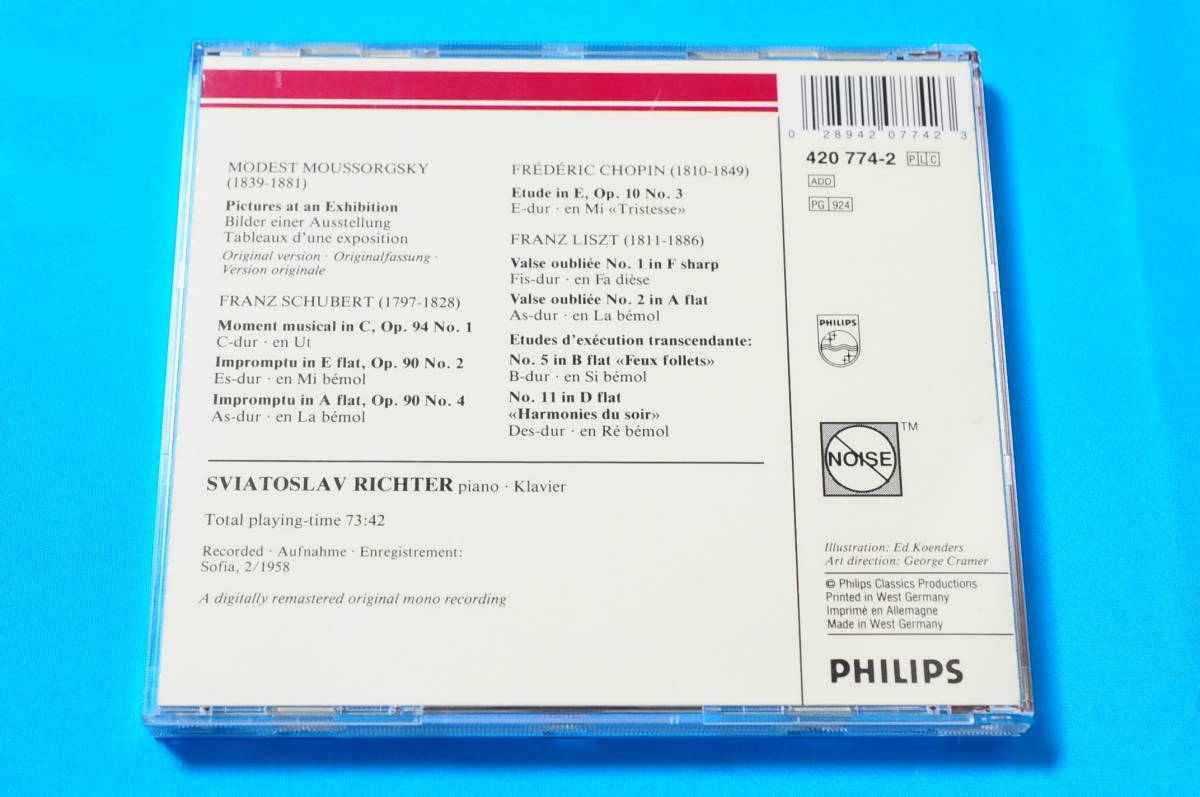 MODEST MOUSSORGSKY
(1839-1881)
Pictures at an Exhibition
Bilder einer Ausstellung
Tableaux d'une exposition
Original version · Originalfassung ·
Version originale
FRANZ SCHUBERT (1797-1828)
Moment musical in C, Op. 94 No. 1
C-dur · en Ut
Impromptu in E flat, Op. 90 No. 2
Es-dur · en Mi bémol
Impromptu in A flat, Op. 90 No. 4
As-dur · en La bémol
FRÉDÉRIC CHOPIN (1810-1849)
Etude in E, Op. 10 No. 3
E-dur · en Mi «Tristesse»
FRANZ LISZT (1811-1886)
Valse oubliée No. 1 in F sharp
Fis-dur · en Fa dièse
Valse oubliée No. 2 in A flat
As-dur · en La bémol
Etudes d'exécution transcendante:
No. 5 in B flat «Feux follets»
B-dur · en Si bémol
No. 11 in D flat
«Harmonies du soir»
Des-dur · en Ré bémol
SVIATOSLAV RICHTER piano · Klavier
Total playing-time 73:42
Recorded · Aufnahme · Enregistrement:
Sofia, 2/1958
A digitally remastered original mono recording
0 28942 07742 3
420 774-2 PLC
ADD
PG 924
PHILIPS
NOISE TM
Illustration: Ed Koenders
Art direction: George Cramer
© Philips Classics Productions
Printed in West Germany
Imprimé en Allemagne
Made in West Germany
PHILIPS